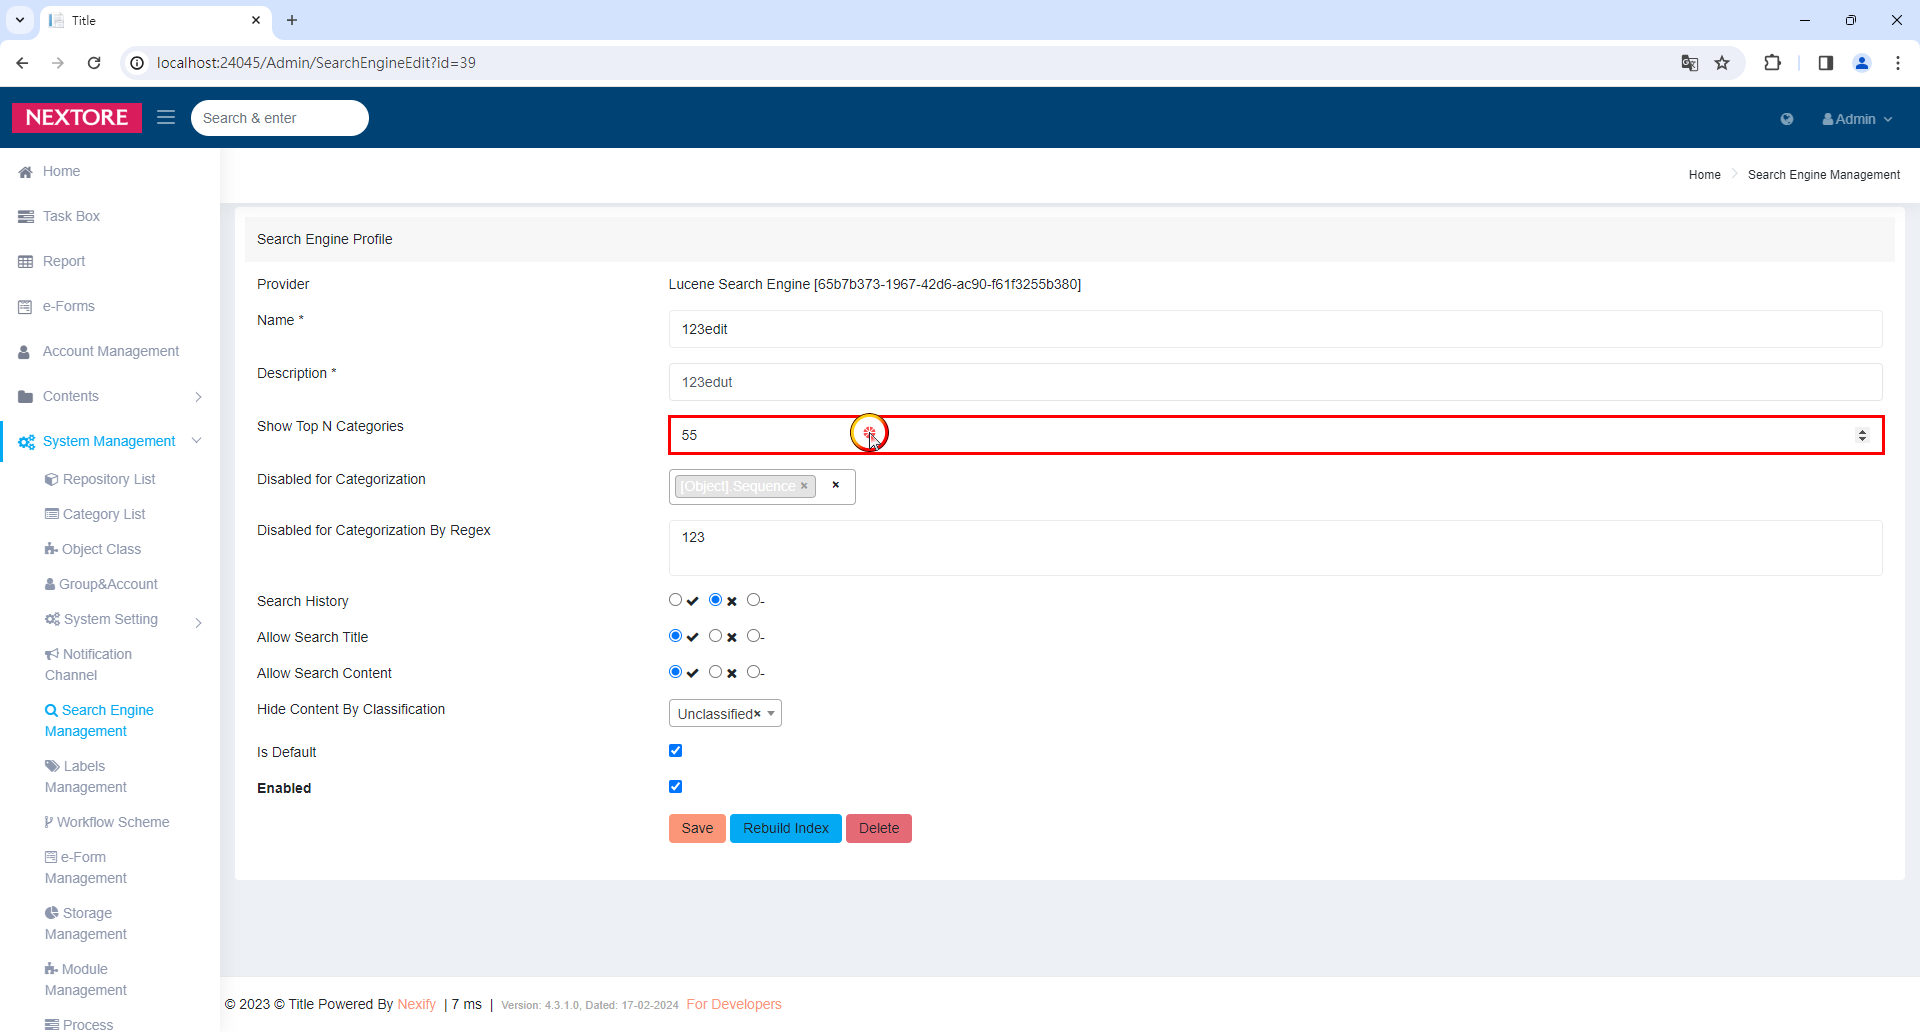 Title
localhost:24045/Admin/SearchEngineEdit?id=39
NEXTORE
Search & enter
Admin
Home
Search Engine Management
Home
Task Box
Report
e-Forms
Account Management
Contents
System Management
Repository List
Category List
Object Class
Group&Account
System Setting
Notification
Channel
Search Engine
Management
Labels
Management
Workflow Scheme
e-Form
Management
Storage
Management
Module
Management
Process
Search Engine Profile
Provider
Lucene Search Engine [65b7b373-1967-42d6-ac90-f61f3255b380]
Name *
123edit
Description *
123edut
Show Top N Categories
55
Disabled for Categorization
[Object] Sequence × ×
Disabled for Categorization By Regex
123
Search History
-
Allow Search Title
-
Allow Search Content
-
Hide Content By Classification
Unclassified×
Is Default
Enabled
Save Rebuild Index Delete
© 2023 © Title Powered By Nexify | 7 ms | Version: 4.3.1.0, Dated: 17-02-2024 For Developers